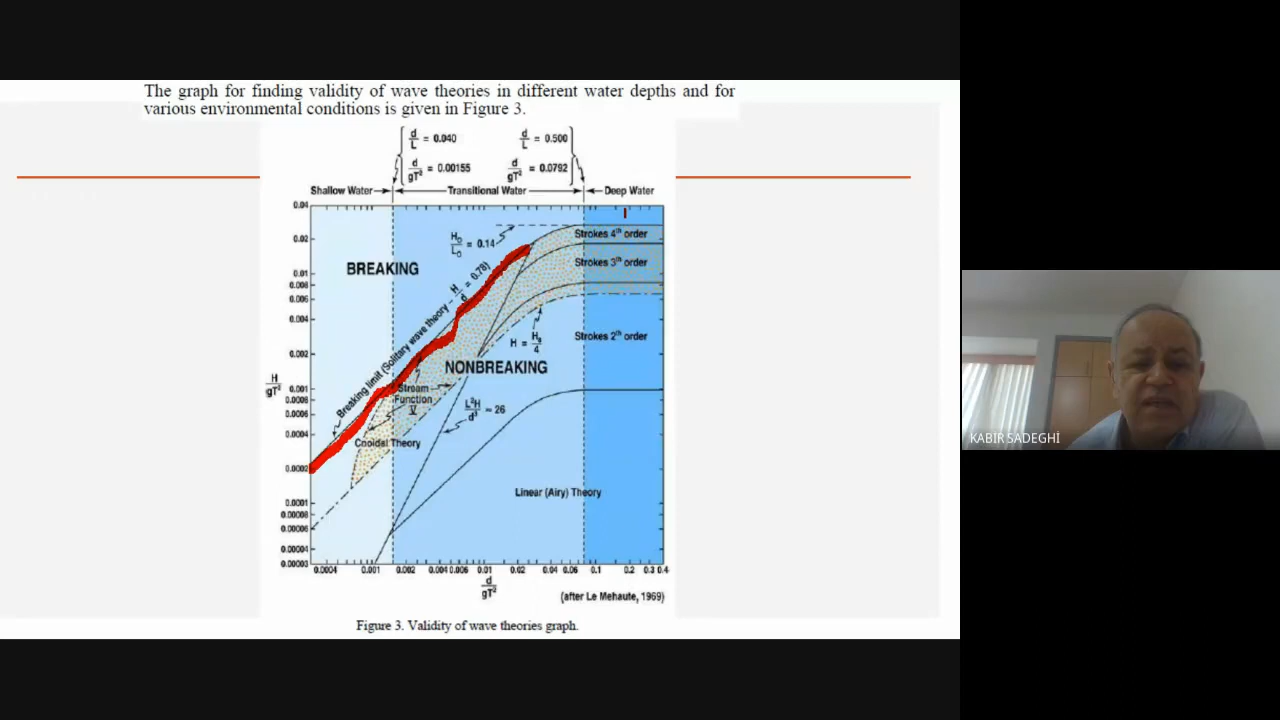 The graph for finding validity of wave theories in different water depths and for
various environmental conditions is given in Figure 3.
d/L = 0.040
d/L = 0.500
d/gT² = 0.00155
d/gT² = 0.0792
Shallow Water
Transitional Water
Deep Water
0.04
0.02
0.01
0.008
0.006
0.004
0.002
0.001
0.0008
0.0006
0.0004
0.0002
0.0001
0.00008
0.00006
0.00004
0.00003
H/gT²
BREAKING
H₀/L₀ = 0.14
Strokes 4th order
Strokes 3th order
Strokes 2th order
Breaking limit (Solitary wave theory - H/d = 0.78)
H = H_B/4
NONBREAKING
Stream
Function
V
L²H/d³ ~ 26
Cnoidal Theory
Linear (Airy) Theory
0.0004
0.001
0.002
0.004
0.006
0.01
0.02
0.04
0.06
0.1
0.2
0.3
0.4
d/gT²
(after Le Mehaute, 1969)
Figure 3. Validity of wave theories graph.
KABIR SADEGHİ